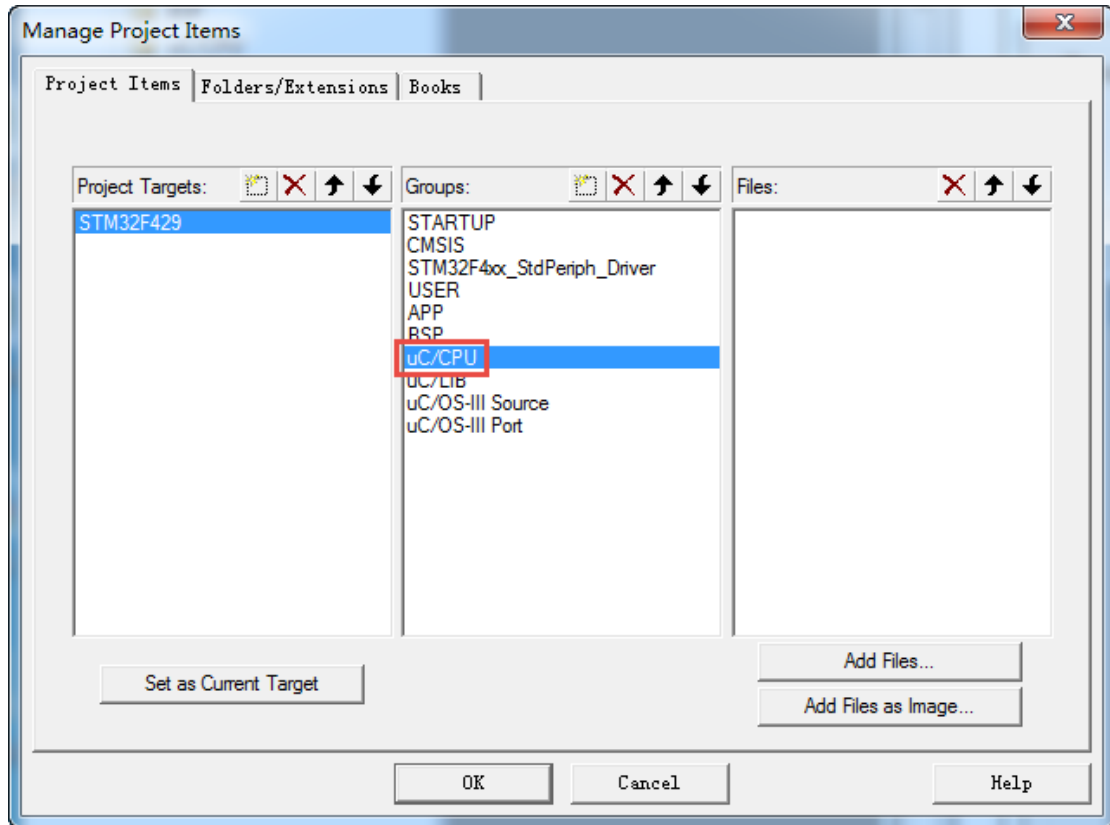 Manage Project Items
Project Items Folders/Extensions Books
Project Targets: Groups: Files:
STM32F429
STARTUP
CMSIS
STM32F4xx_StdPeriph_Driver
USER
APP
BSP
uC/CPU
uC/LIB
uC/OS-III Source
uC/OS-III Port
Set as Current Target
Add Files...
Add Files as Image...
OK Cancel Help